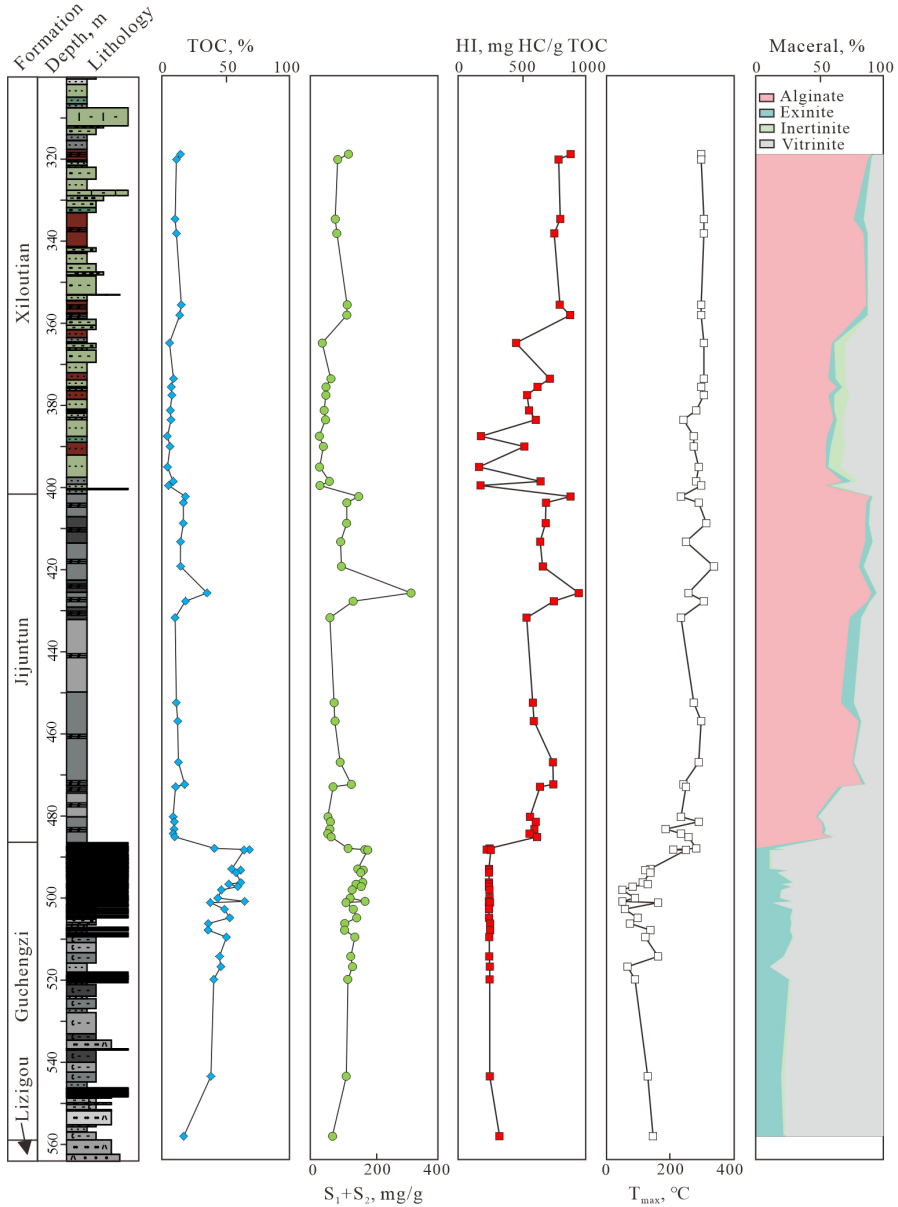 Formation
Depth, m
Lithology
TOC, %
0 50 100
HI, mg HC/g TOC
0 500 1000
Maceral, %
0 50 100
Alginate
Exinite
Inertinite
Vitrinite
Xiloutian
Jijuntun
Guchengzi
Lizigou
320
340
360
380
400
420
440
460
480
500
520
540
560
0 200 400
S₁+S₂, mg/g
0 200 400
Tmax, °C